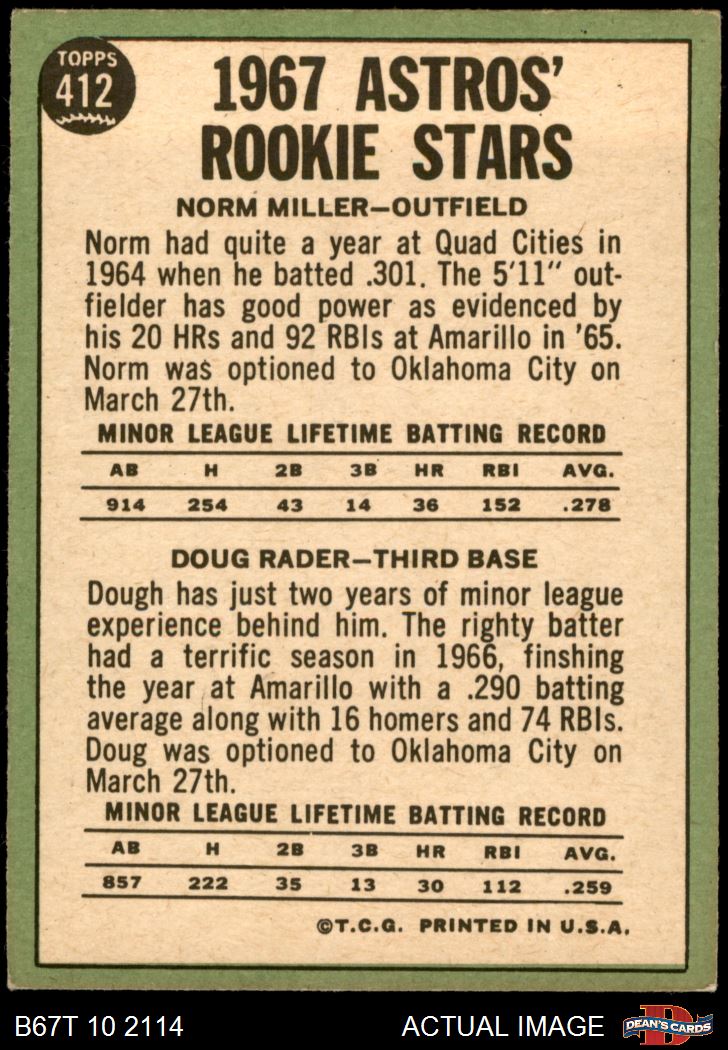 TOPPS
412
1967 ASTROS'
ROOKIE STARS
NORM MILLER—OUTFIELD
Norm had quite a year at Quad Cities in
1964 when he batted .301. The 5'11" out-
fielder has good power as evidenced by
his 20 HRs and 92 RBIs at Amarillo in '65.
Norm was optioned to Oklahoma City on
March 27th.
MINOR LEAGUE LIFETIME BATTING RECORD
AB H 2B 3B HR RBI AVG.
914 254 43 14 36 152 .278
DOUG RADER—THIRD BASE
Dough has just two years of minor league
experience behind him. The righty batter
had a terrific season in 1966, finshing
the year at Amarillo with a .290 batting
average along with 16 homers and 74 RBIs.
Doug was optioned to Oklahoma City on
March 27th.
MINOR LEAGUE LIFETIME BATTING RECORD
AB H 2B 3B HR RBI AVG.
857 222 35 13 30 112 .259
©T.C.G. PRINTED IN U.S.A.
B67T 10 2114
ACTUAL IMAGE
D
DEAN'S CARDS